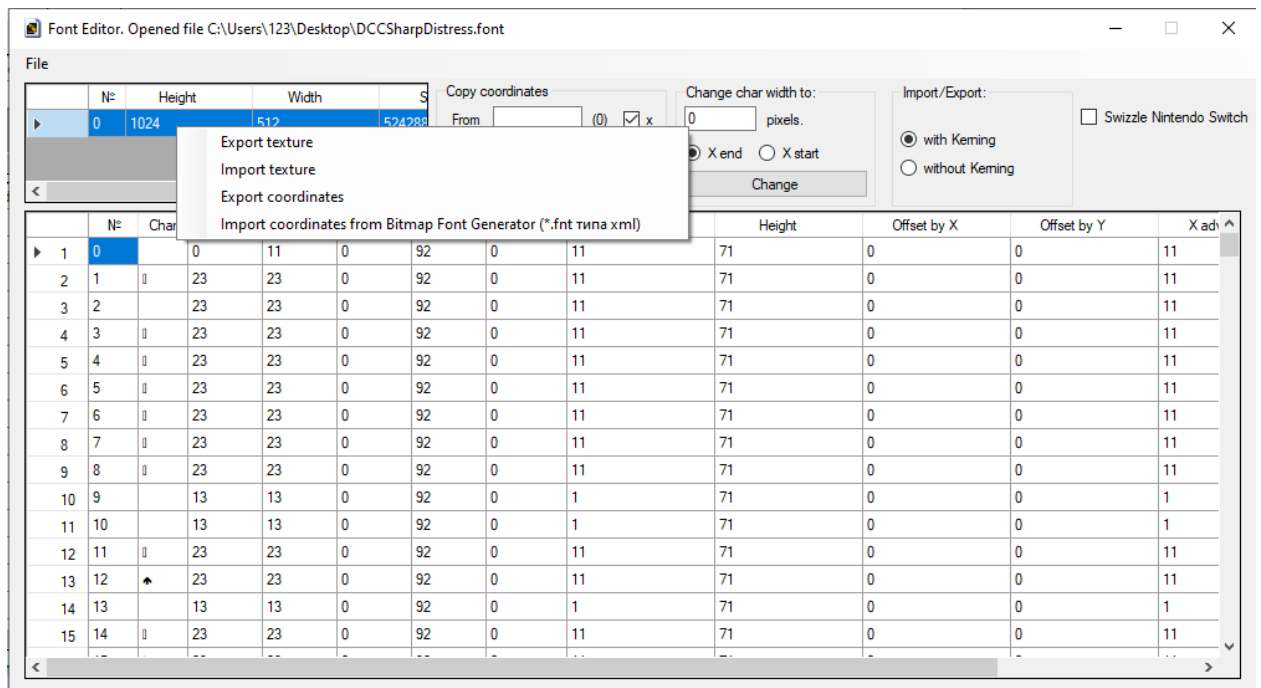 Font Editor. Opened file C:\Users\123\Desktop\DCCSharpDistress.font
File
№ Height Width S
0 1024 512 524288
Export texture
Import texture
Export coordinates
Import coordinates from Bitmap Font Generator (*.fnt типа xml)
Copy coordinates
From (0) x
Change char width to:
0 pixels.
X end X start
Change
Import/Export:
with Kerning
without Kerning
Swizzle Nintendo Switch
№ Char Height Offset by X Offset by Y X adv
1 0 0 11 0 92 0 11 71 0 0 11
2 1 23 23 0 92 0 11 71 0 0 11
3 2 23 23 0 92 0 11 71 0 0 11
4 3 23 23 0 92 0 11 71 0 0 11
5 4 23 23 0 92 0 11 71 0 0 11
6 5 23 23 0 92 0 11 71 0 0 11
7 6 23 23 0 92 0 11 71 0 0 11
8 7 23 23 0 92 0 11 71 0 0 11
9 8 23 23 0 92 0 11 71 0 0 11
10 9 13 13 0 92 0 1 71 0 0 1
11 10 13 13 0 92 0 1 71 0 0 1
12 11 23 23 0 92 0 11 71 0 0 11
13 12 23 23 0 92 0 11 71 0 0 11
14 13 13 13 0 92 0 1 71 0 0 1
15 14 23 23 0 92 0 11 71 0 0 11